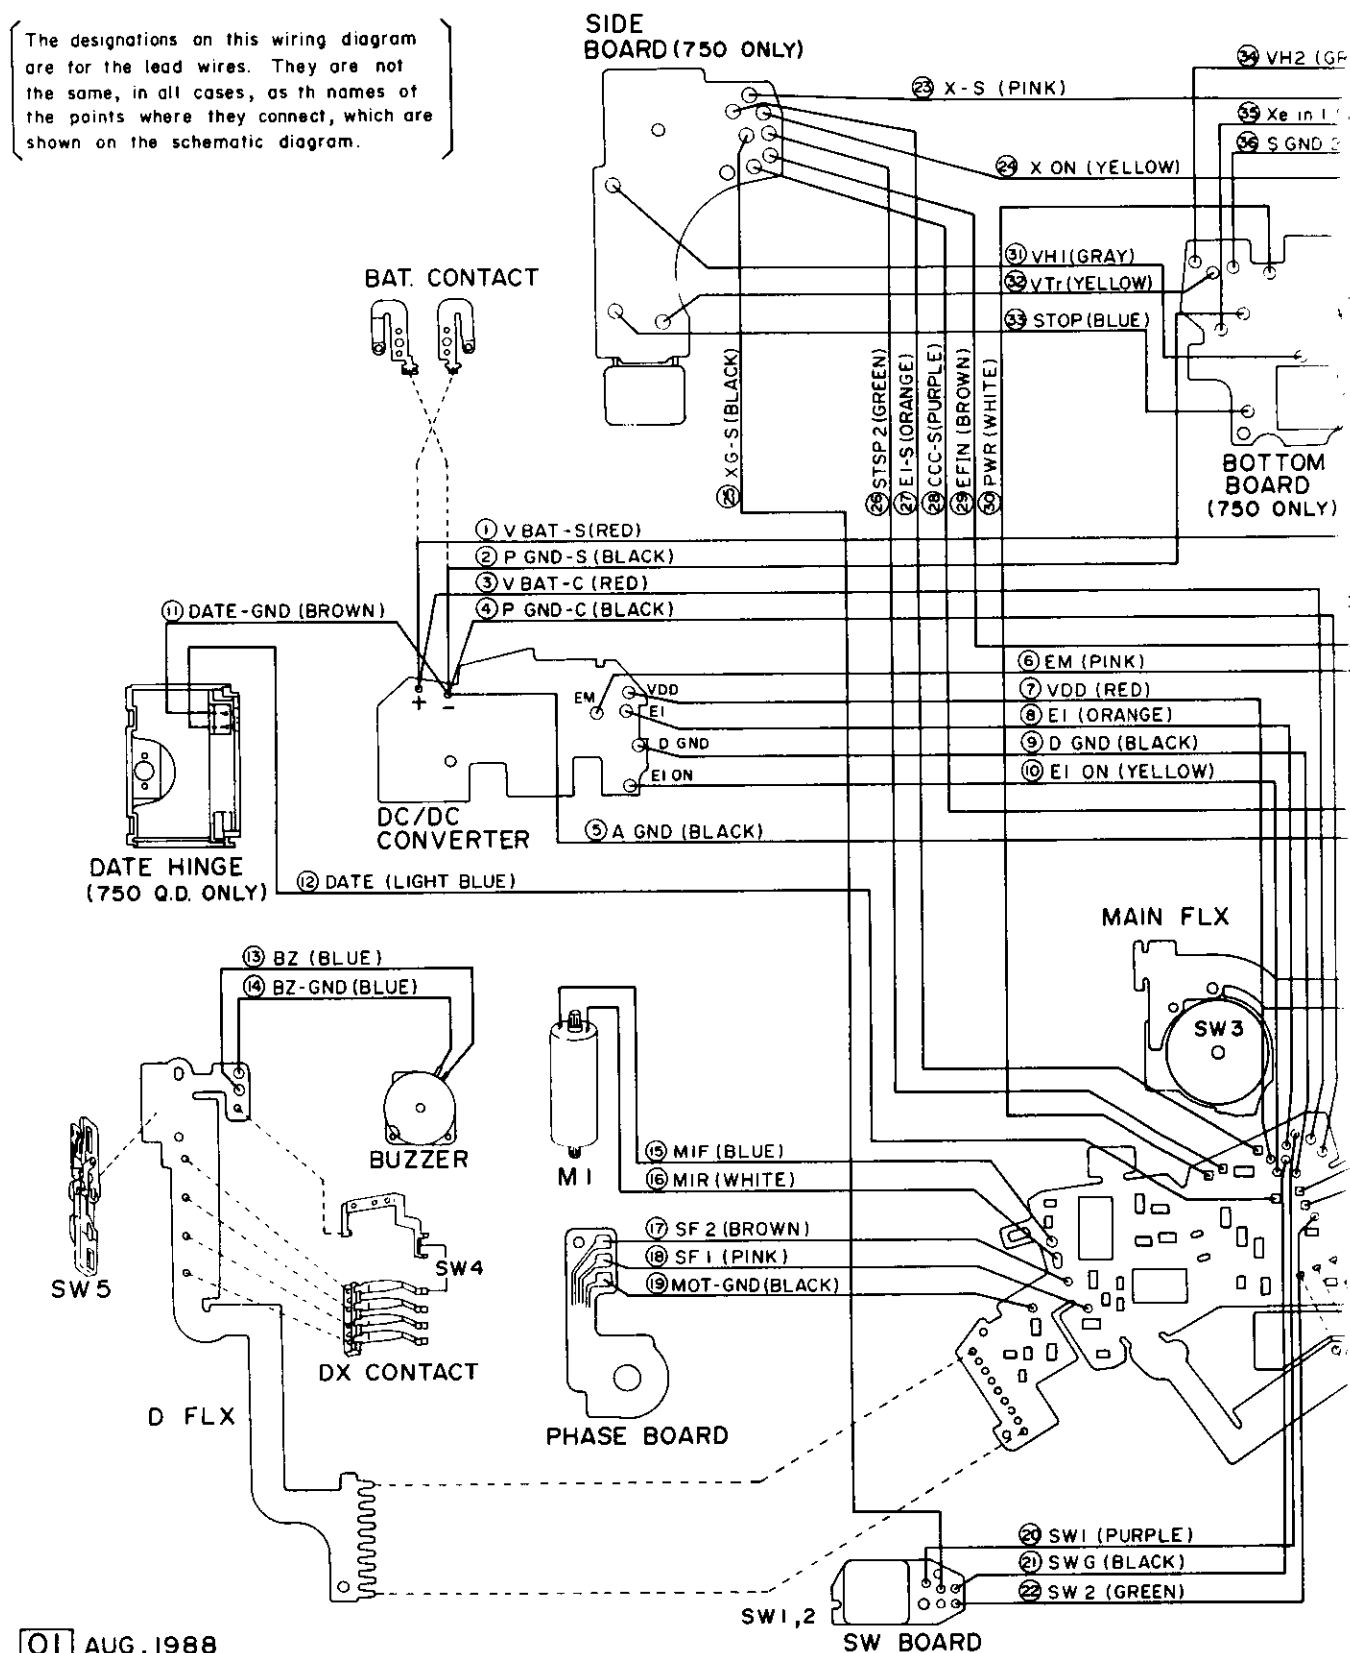 The designations on this wiring diagram
are for the lead wires. They are not
the same, in all cases, as th names of
the points where they connect, which are
shown on the schematic diagram.
SIDE
BOARD (750 ONLY)
34 VH2
23 X-S (PINK)
35 Xe in 1
36 S GND
24 X ON (YELLOW)
31 VH1 (GRAY)
32 VTr (YELLOW)
33 STOP (BLUE)
BAT. CONTACT
25 XG-S (BLACK)
26 STSP 2 (GREEN)
27 EI-S (ORANGE)
28 CCC-S (PURPLE)
29 EFIN (BROWN)
30 PWR (WHITE)
BOTTOM
BOARD
(750 ONLY)
1 V BAT-S (RED)
2 P GND-S (BLACK)
3 V BAT-C (RED)
4 P GND-C (BLACK)
11 DATE-GND (BROWN)
6 EM (PINK)
7 VDD (RED)
8 EI (ORANGE)
9 D GND (BLACK)
10 EI ON (YELLOW)
+ -
EM
VDD
EI
D GND
EI ON
DC/DC
CONVERTER
5 A GND (BLACK)
DATE HINGE
(750 Q.D. ONLY)
12 DATE (LIGHT BLUE)
MAIN FLX
SW3
13 BZ (BLUE)
14 BZ-GND (BLUE)
BUZZER
M1
15 MIF (BLUE)
16 MIR (WHITE)
17 SF 2 (BROWN)
18 SF 1 (PINK)
19 MOT-GND (BLACK)
SW5
SW4
DX CONTACT
D FLX
PHASE BOARD
20 SW1 (PURPLE)
21 SW G (BLACK)
22 SW 2 (GREEN)
SW1,2
SW BOARD
01 AUG. 1988